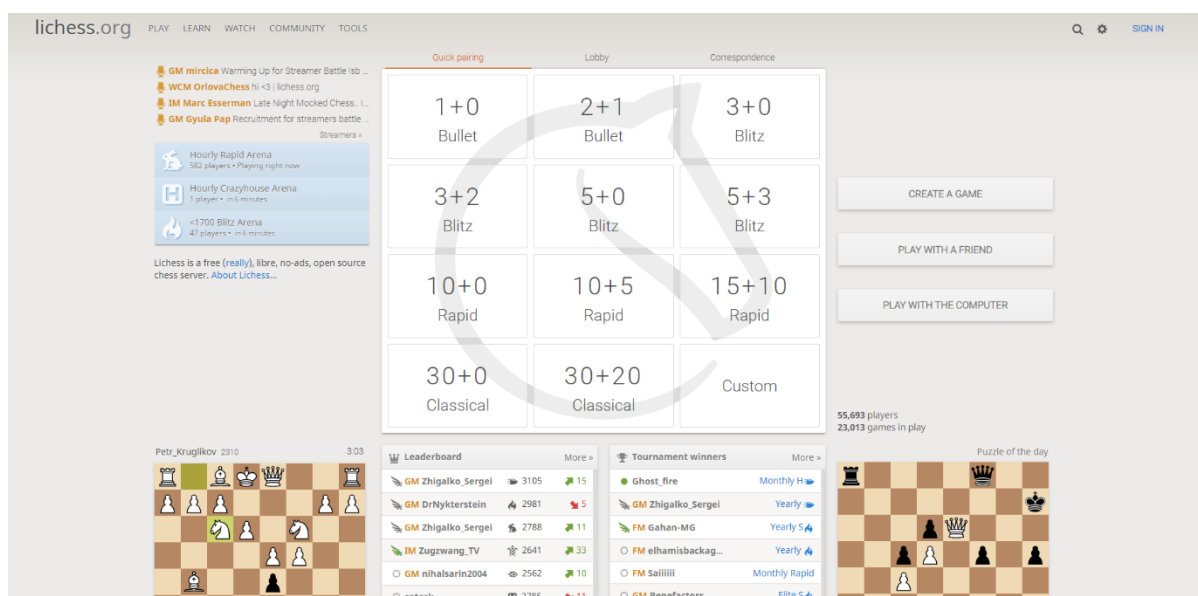 lichess.org PLAY LEARN WATCH COMMUNITY TOOLS SIGN IN
GM mircica Warming Up for Streamer Battle !sb ...
WCM OrlovaChess hi <3 | lichess.org
IM Marc Esserman Late Night Mocked Chess.. I...
GM Gyula Pap Recruitment for streamers battle ...
Streamers »
Hourly Rapid Arena
582 players • Playing right now
Hourly Crazyhouse Arena
1 player • in 6 minutes
<1700 Blitz Arena
47 players • in 6 minutes
Lichess is a free (really), libre, no-ads, open source
chess server. About Lichess...
Quick pairing Lobby Correspondence
1+0 2+1 3+0
Bullet Bullet Blitz
3+2 5+0 5+3
Blitz Blitz Blitz
10+0 10+5 15+10
Rapid Rapid Rapid
30+0 30+20 Custom
Classical Classical
CREATE A GAME
PLAY WITH A FRIEND
PLAY WITH THE COMPUTER
55,693 players
23,013 games in play
Petr_Kruglikov 2310 3:03
Leaderboard More »
GM Zhigalko_Sergei 3105 15
GM DrNykterstein 2981 5
GM Zhigalko_Sergei 2788 11
IM Zugzwang_TV 2641 33
GM nihalsarin2004 2562 10
Tournament winners More »
Ghost_fire Monthly H
GM Zhigalko_Sergei Yearly
FM Gahan-MG Yearly S
FM elhamisbackag... Yearly
FM Saiiiiii Monthly Rapid
GM Benefactors Elite S
Puzzle of the day